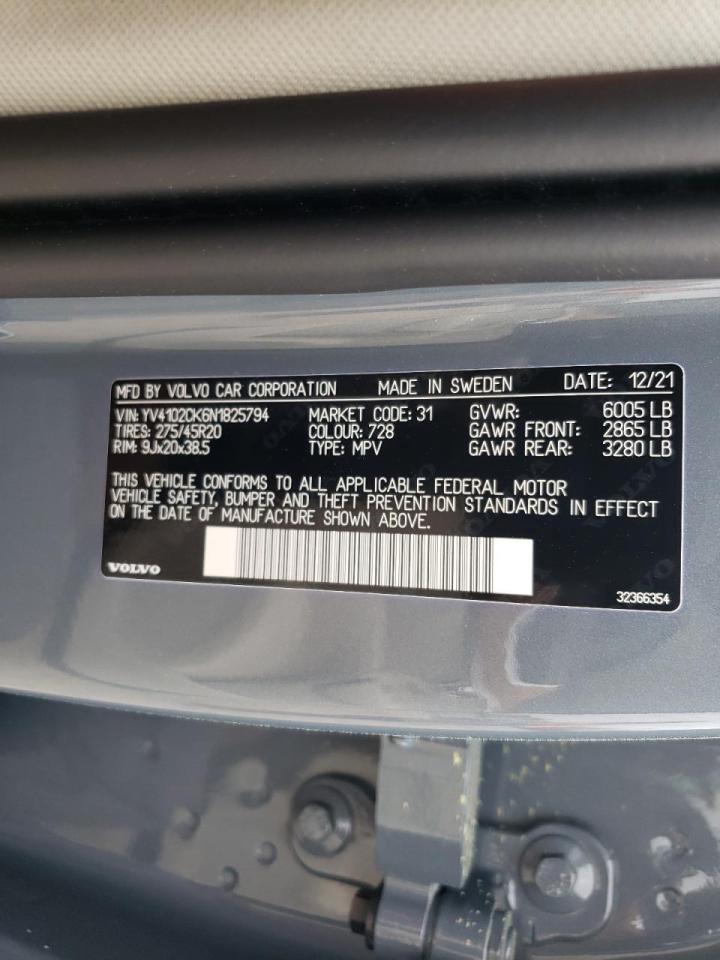 MFD BY VOLVO CAR CORPORATION MADE IN SWEDEN DATE: 12/21
VIN: YV4102CK6N1825794 MARKET CODE: 31 GVWR: 6005 LB
TIRES: 275/45R20 COLOUR: 728 GAWR FRONT: 2865 LB
RIM: 9Jx20x38.5 TYPE: MPV GAWR REAR: 3280 LB
THIS VEHICLE CONFORMS TO ALL APPLICABLE FEDERAL MOTOR
VEHICLE SAFETY, BUMPER AND THEFT PREVENTION STANDARDS IN EFFECT
ON THE DATE OF MANUFACTURE SHOWN ABOVE.
VOLVO
32366354